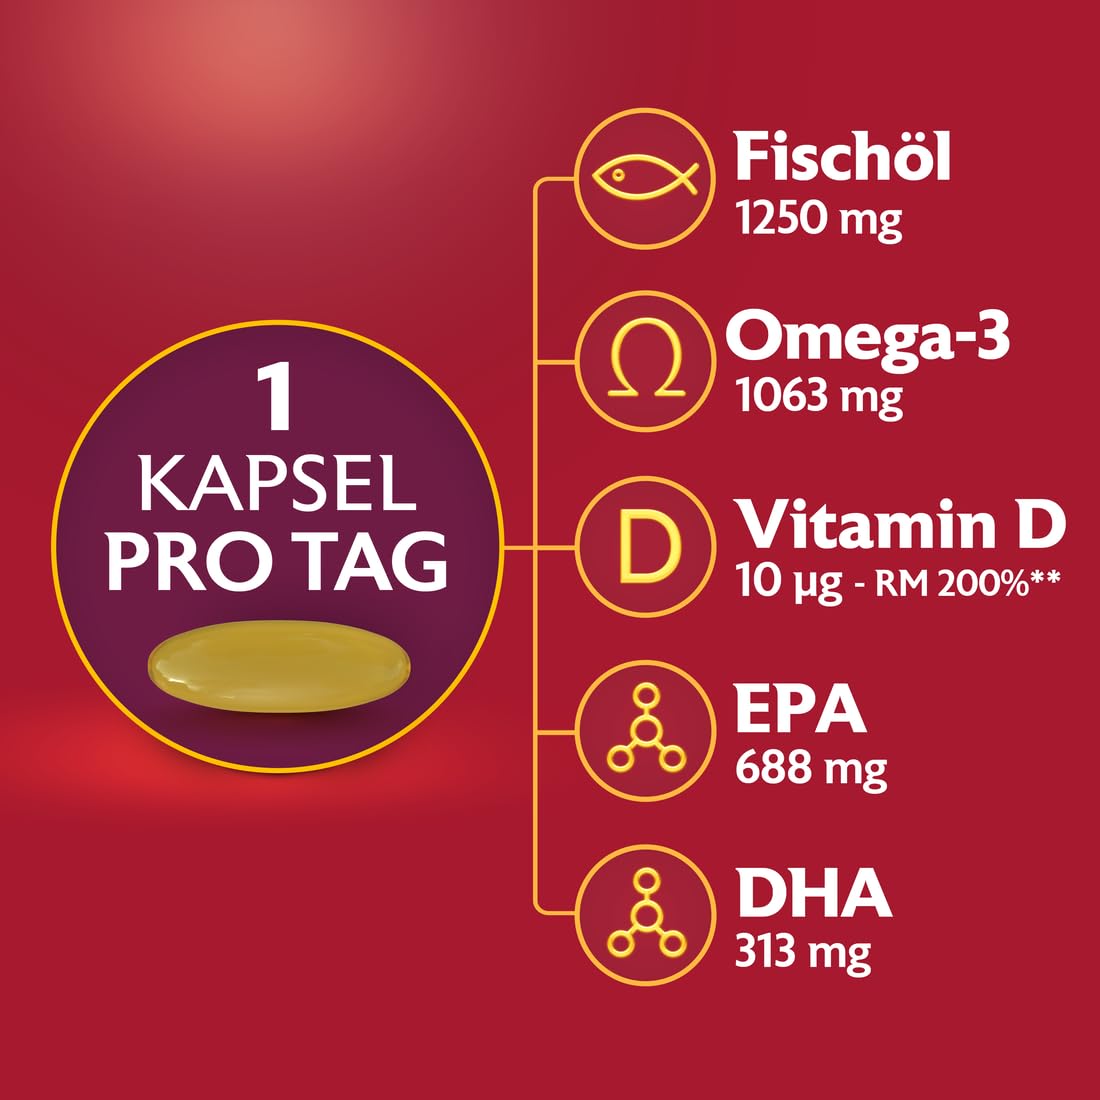 1
KAPSEL
PRO TAG
Fischöl
1250 mg
Omega-3
1063 mg
D
Vitamin D
10 µg - RM 200%**
EPA
688 mg
DHA
313 mg